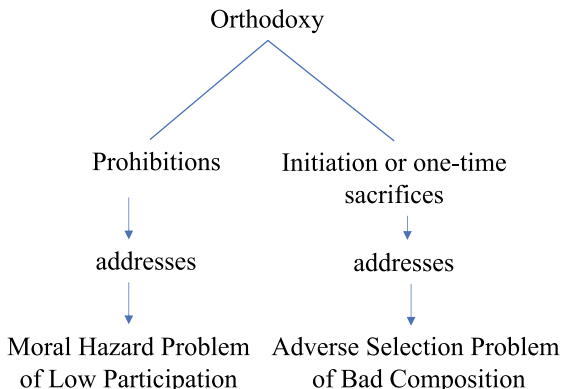 Orthodoxy
Prohibitions
Initiation or one-time
sacrifices
addresses
addresses
Moral Hazard Problem
of Low Participation
Adverse Selection Problem
of Bad Composition